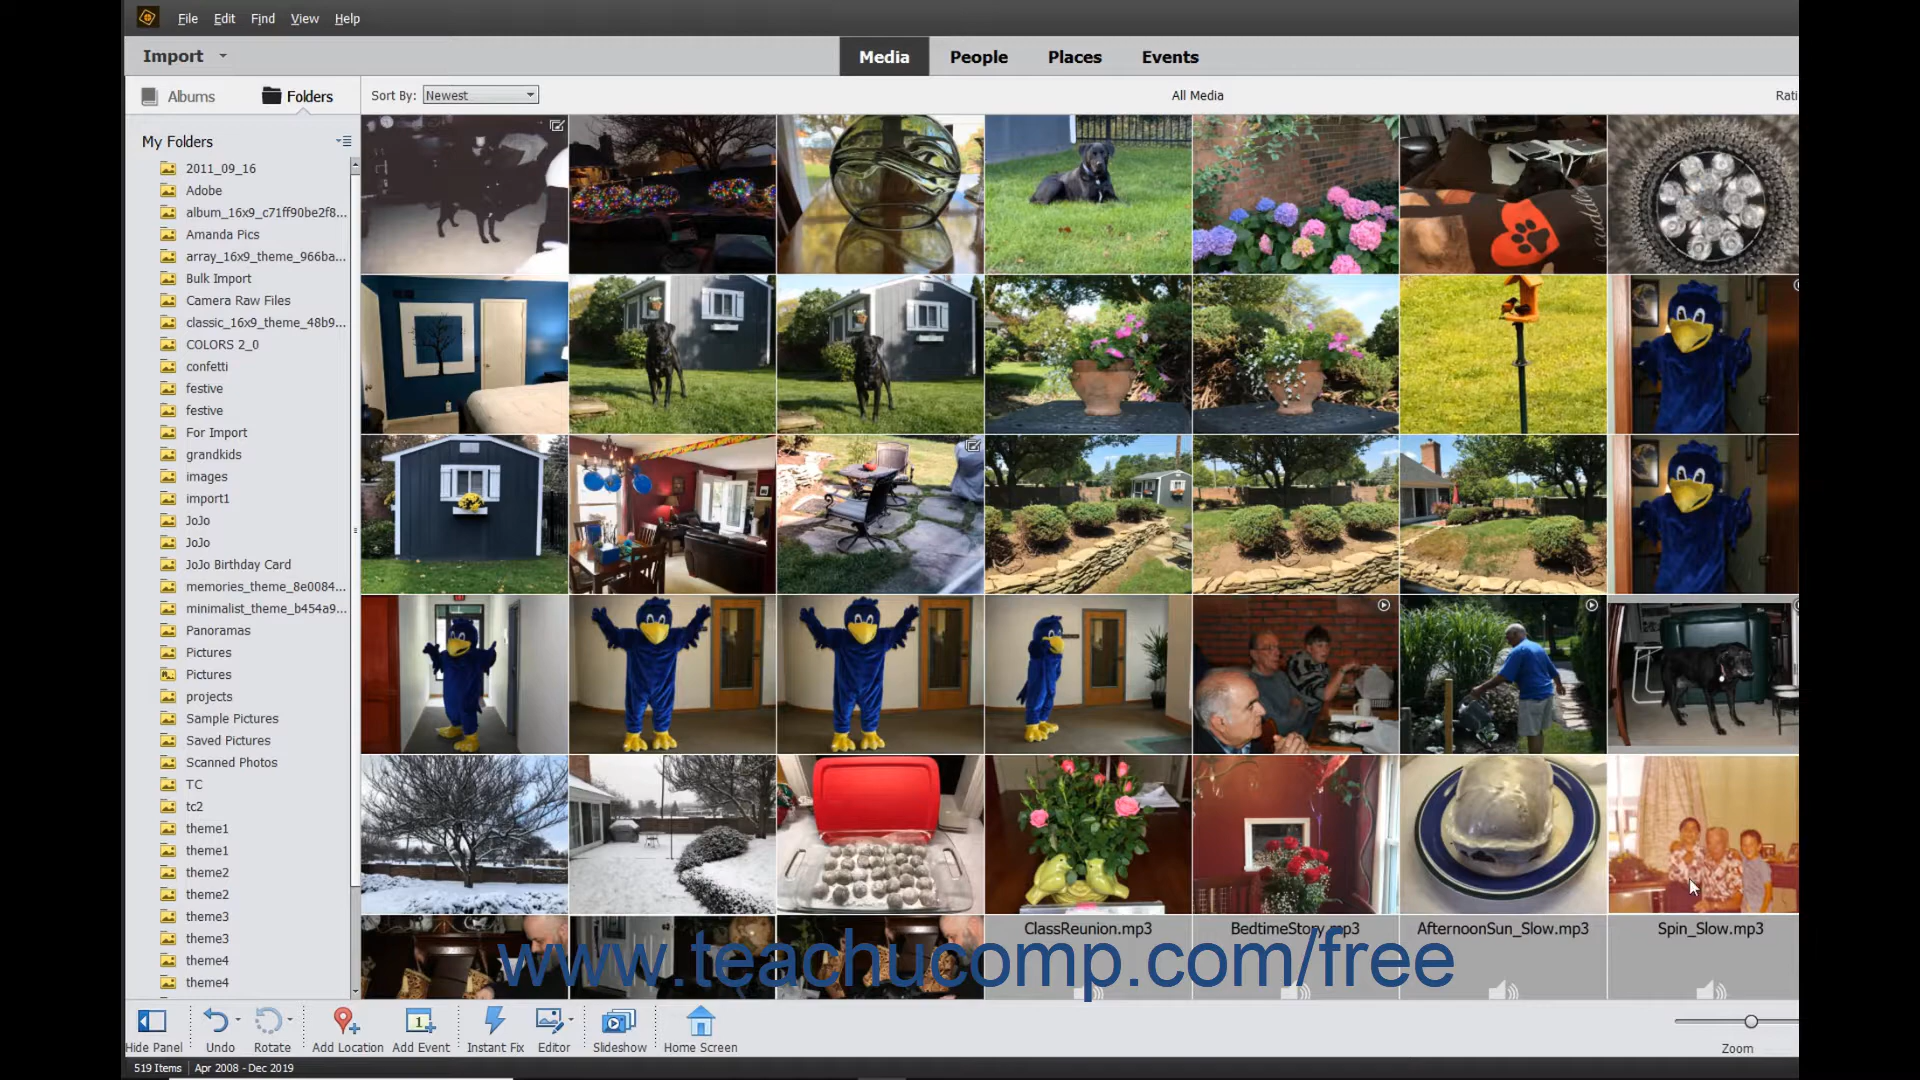 File Edit Find View Help
Import
Media People Places Events
Albums Folders Sort By: Newest All Media Rati
My Folders
2011_09_16
Adobe
album_16x9_c71ff90be2f8...
Amanda Pics
array_16x9_theme_966ba...
Bulk Import
Camera Raw Files
classic_16x9_theme_48b9...
COLORS 2_0
confetti
festive
festive
For Import
grandkids
images
import1
JoJo
JoJo
JoJo Birthday Card
memories_theme_8e0084...
minimalist_theme_b454a9...
Panoramas
Pictures
Pictures
projects
Sample Pictures
Saved Pictures
Scanned Photos
TC
tc2
theme1
theme1
theme2
theme2
theme3
theme3
theme4
theme4
ClassReunion.mp3 BedtimeStory.mp3 AfternoonSun_Slow.mp3 Spin_Slow.mp3
www.teachucomp.com/free
1
Hide Panel Undo Rotate Add Location Add Event Instant Fix Editor Slideshow Home Screen Zoom
519 Items Apr 2008 - Dec 2019